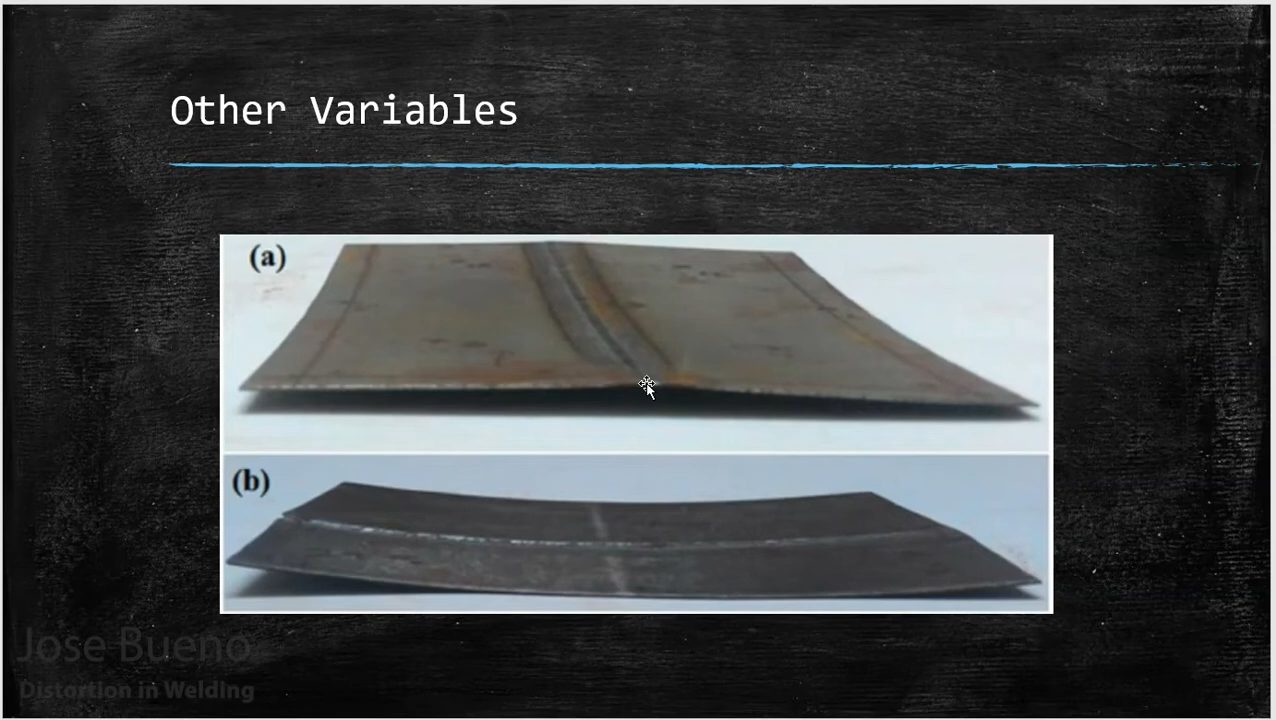 Other Variables
(a)
(b)
Jose Bueno
Distortion in Welding